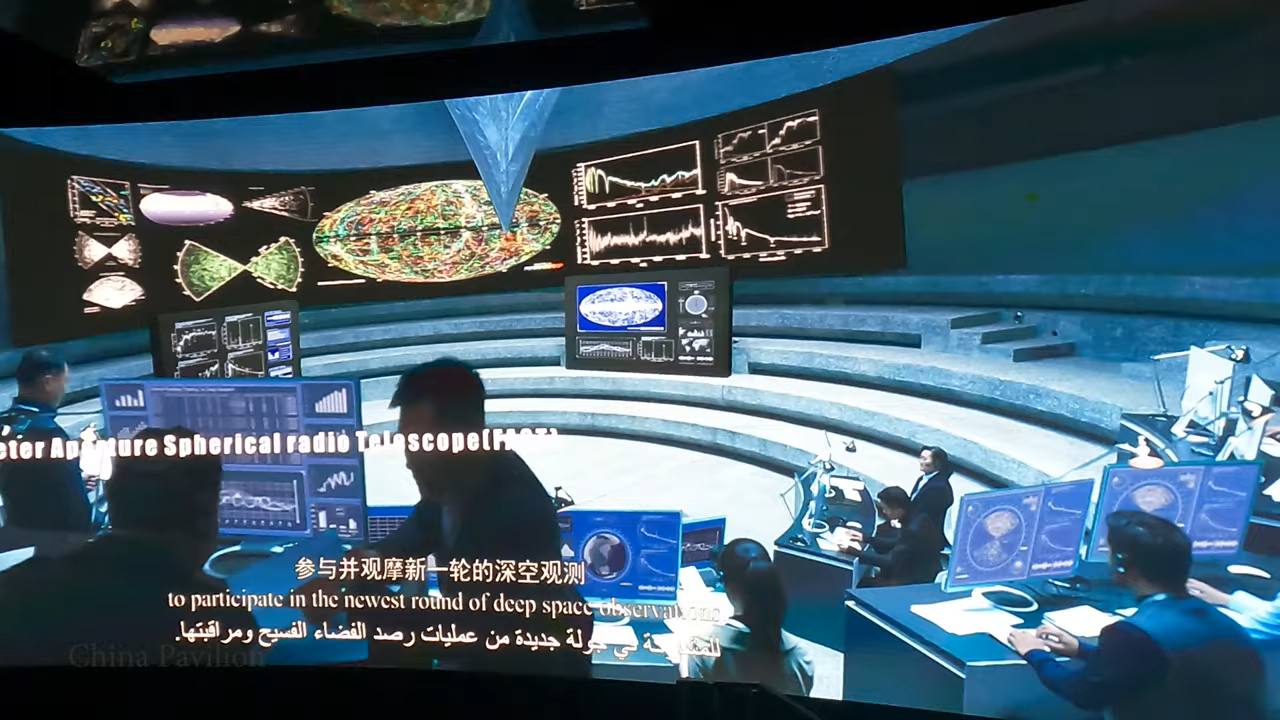 eter Aperture Spherical radio Telescope(FAST)
参与并观摩新一轮的深空观测
to participate in the newest round of deep space observations
للمشاركة في جولة جديدة من عمليات رصد الفضاء الفسيح ومراقبتها.
China Pavilion